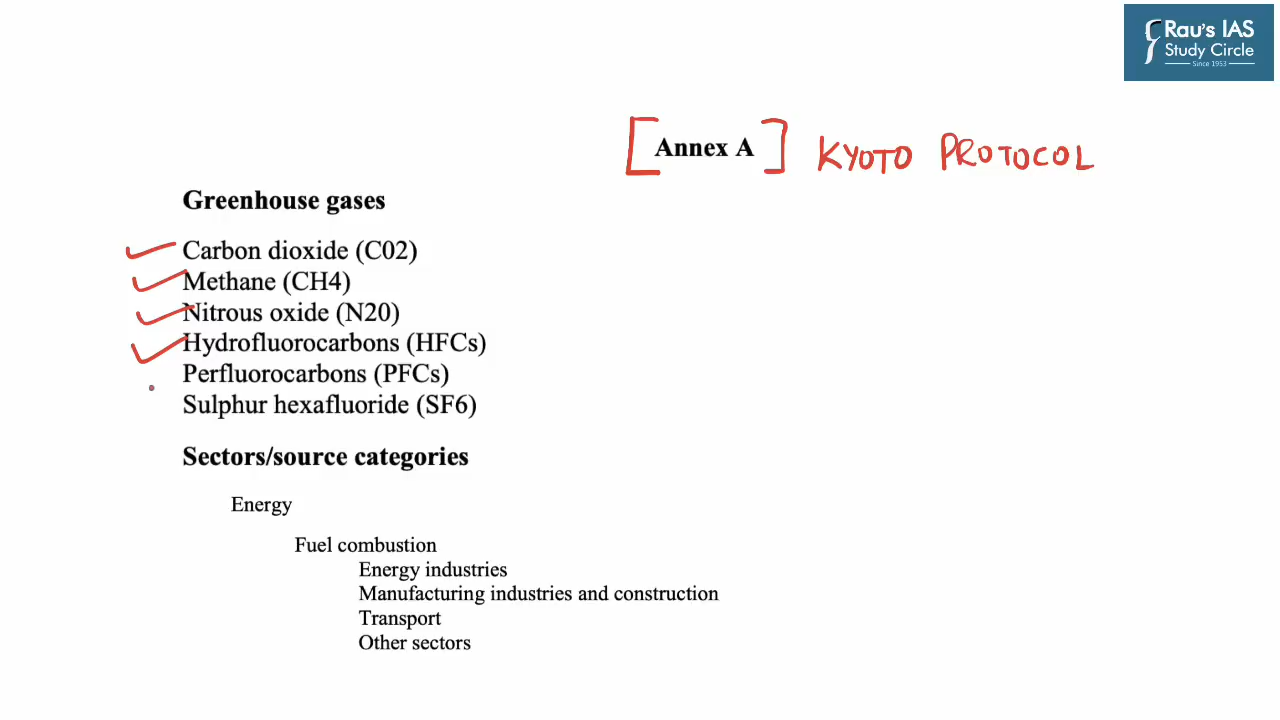 Rau's IAS
Study Circle
Since 1953
[Annex A] KYOTO PROTOCOL
Greenhouse gases
Carbon dioxide (C02)
Methane (CH4)
Nitrous oxide (N20)
Hydrofluorocarbons (HFCs)
Perfluorocarbons (PFCs)
Sulphur hexafluoride (SF6)
Sectors/source categories
Energy
Fuel combustion
Energy industries
Manufacturing industries and construction
Transport
Other sectors